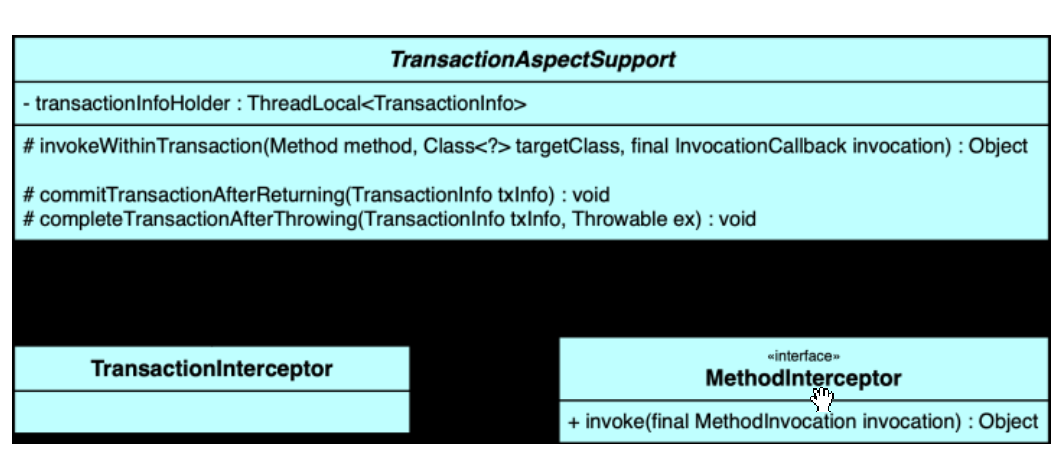 TransactionAspectSupport
- transactionInfoHolder : ThreadLocal<TransactionInfo>
# invokeWithinTransaction(Method method, Class<?> targetClass, final InvocationCallback invocation) : Object
# commitTransactionAfterReturning(TransactionInfo txInfo) : void
# completeTransactionAfterThrowing(TransactionInfo txInfo, Throwable ex) : void
TransactionInterceptor
«interface»
MethodInterceptor
+ invoke(final MethodInvocation invocation) : Object